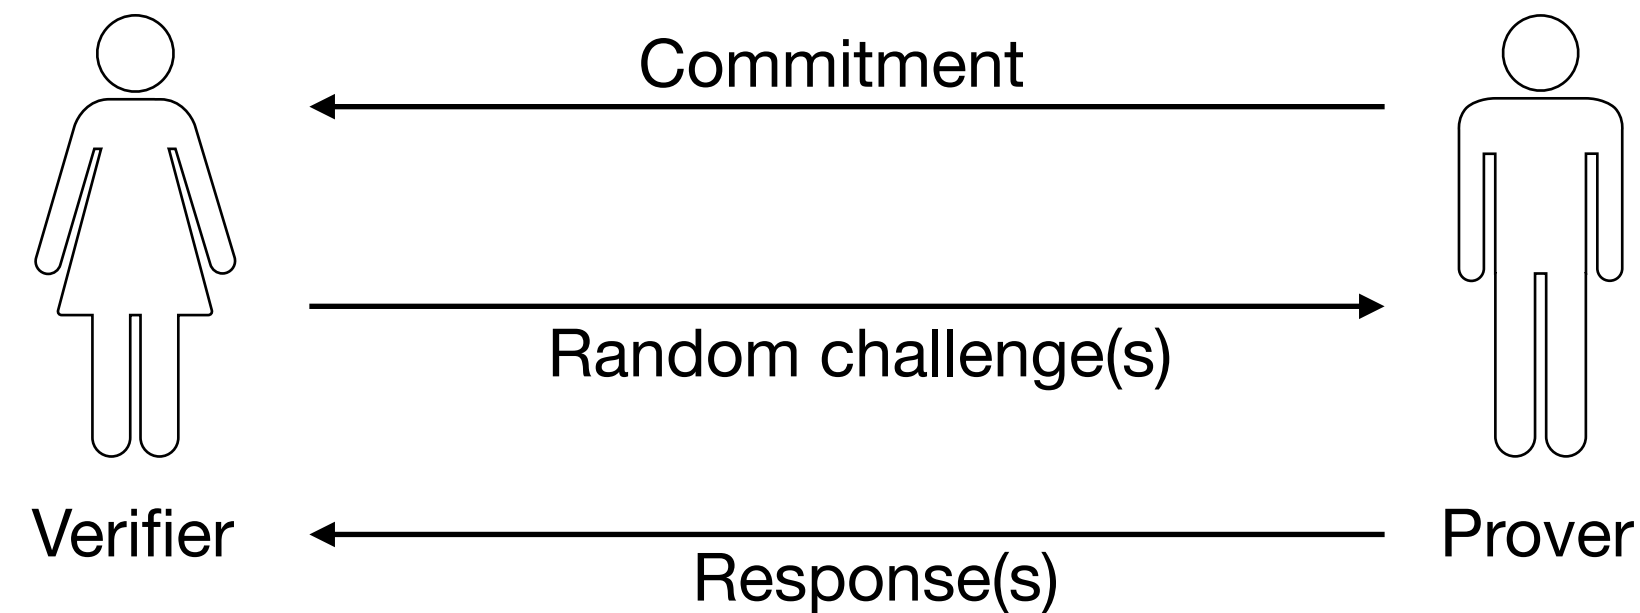 Commitment
Random challenge(s)
Verifier
Prover
Response(s)